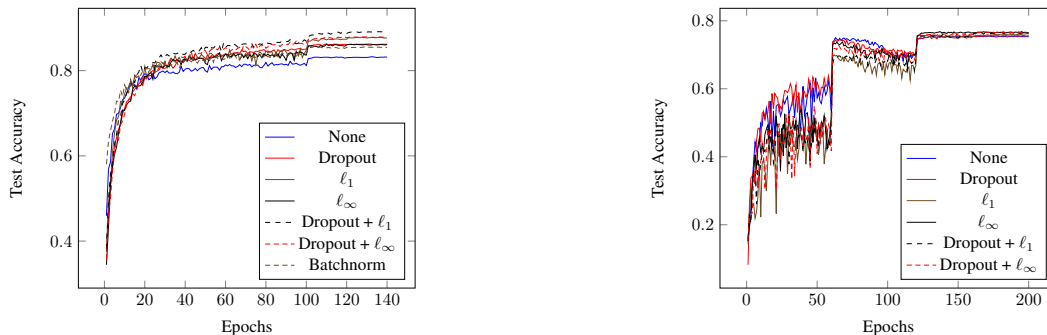 0.8
0.6
0.4
Test Accuracy
0 20 40 60 80 100 120 140
Epochs
None
Dropout
ℓ₁
ℓ∞
Dropout + ℓ₁
Dropout + ℓ∞
Batchnorm
0.8
0.6
0.4
0.2
Test Accuracy
0 50 100 150 200
Epochs
None
Dropout
ℓ₁
ℓ∞
Dropout + ℓ₁
Dropout + ℓ∞